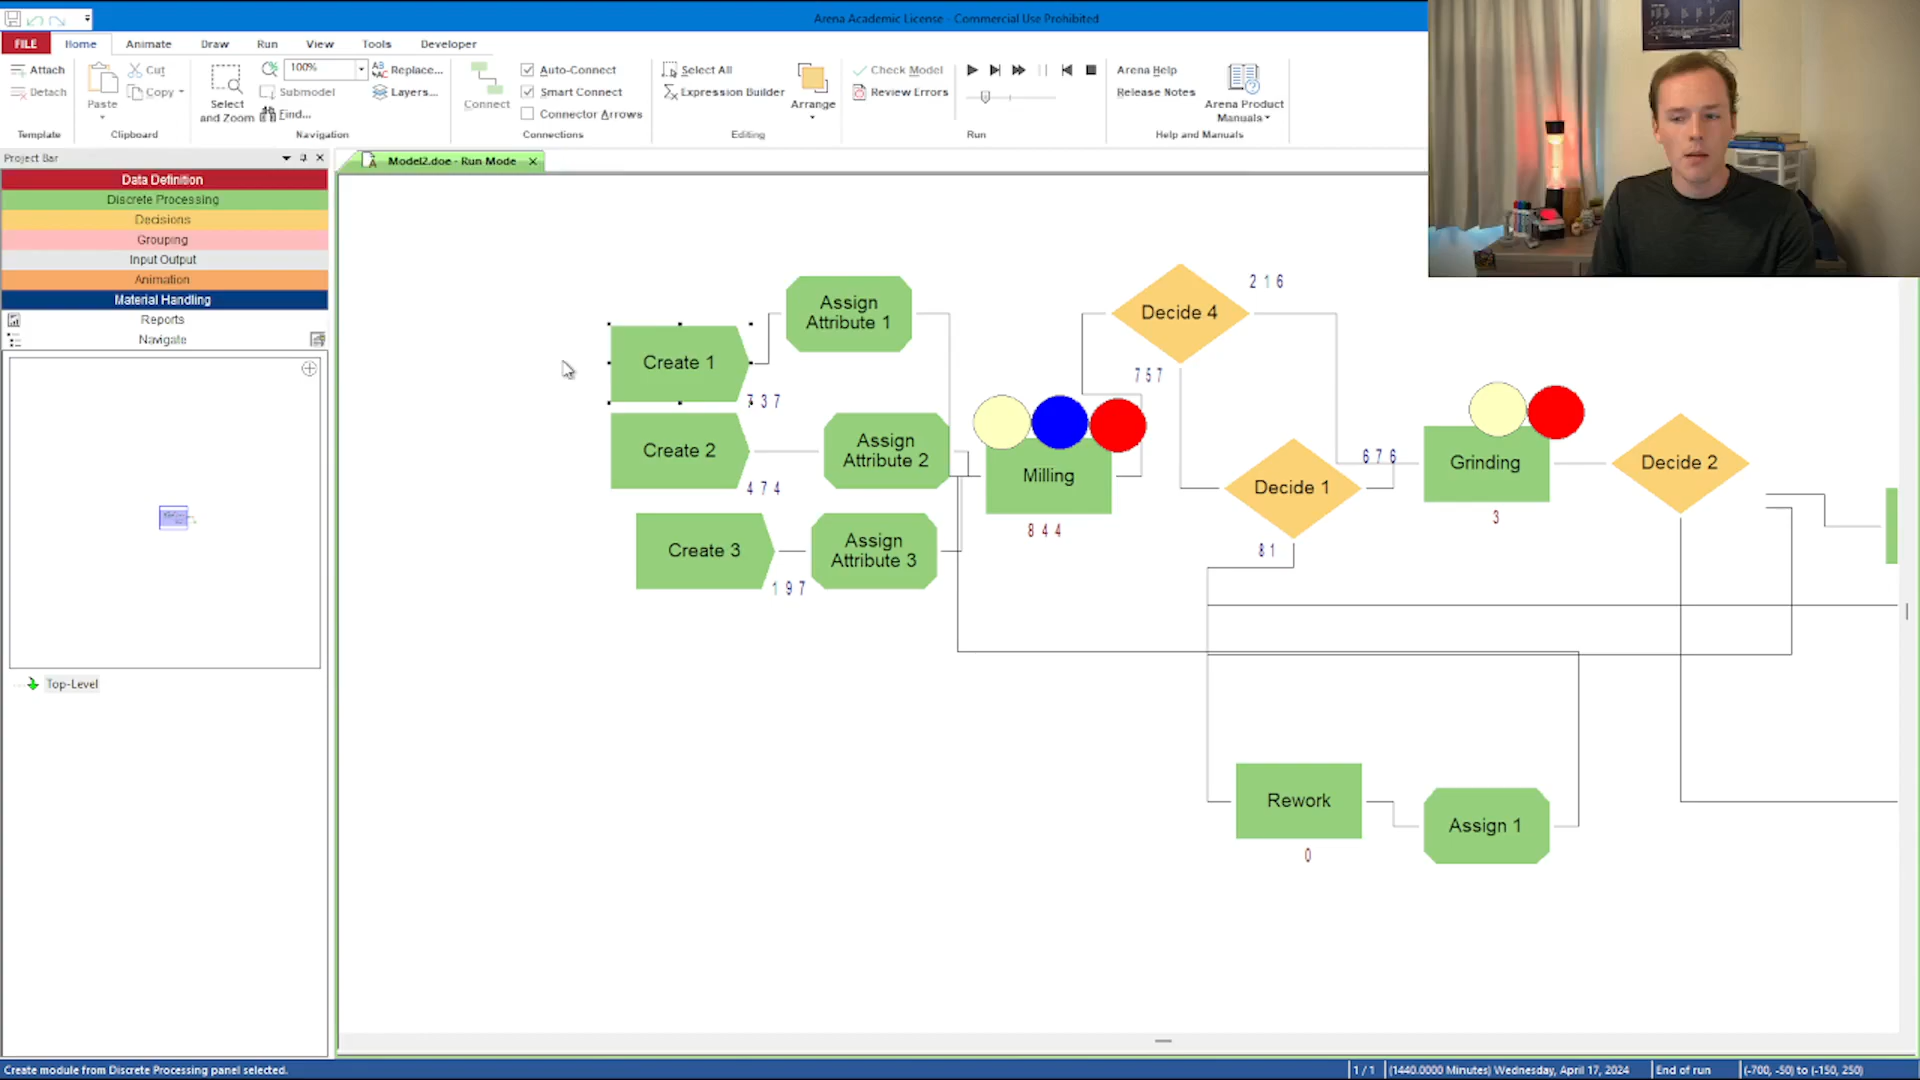 Arena Academic License - Commercial Use Prohibited
FILE Home Animate Draw Run View Tools Developer
Attach
Detach
Template
Paste
Cut
Copy
Clipboard
Select and Zoom
100%
Submodel
Find...
Navigation
Replace...
Layers...
Connect
Auto-Connect
Smart Connect
Connector Arrows
Connections
Select All
Expression Builder
Editing
Arrange
Check Model
Review Errors
Run
Arena Help
Release Notes
Arena Product Manuals
Help and Manuals
Project Bar
Data Definition
Discrete Processing
Decisions
Grouping
Input Output
Animation
Material Handling
Reports
Navigate
Top-Level
Model2.doe - Run Mode
Create 1
737
Assign
Attribute 1
Create 2
474
Assign
Attribute 2
Create 3
197
Assign
Attribute 3
Milling
844
Decide 4
216
757
Decide 1
676
81
Grinding
3
Decide 2
Rework
0
Assign 1
Create module from Discrete Processing panel selected.
1 / 1 (1440.0000 Minutes) Wednesday, April 17, 2024 End of run (-700, -50) to (-150, 250)